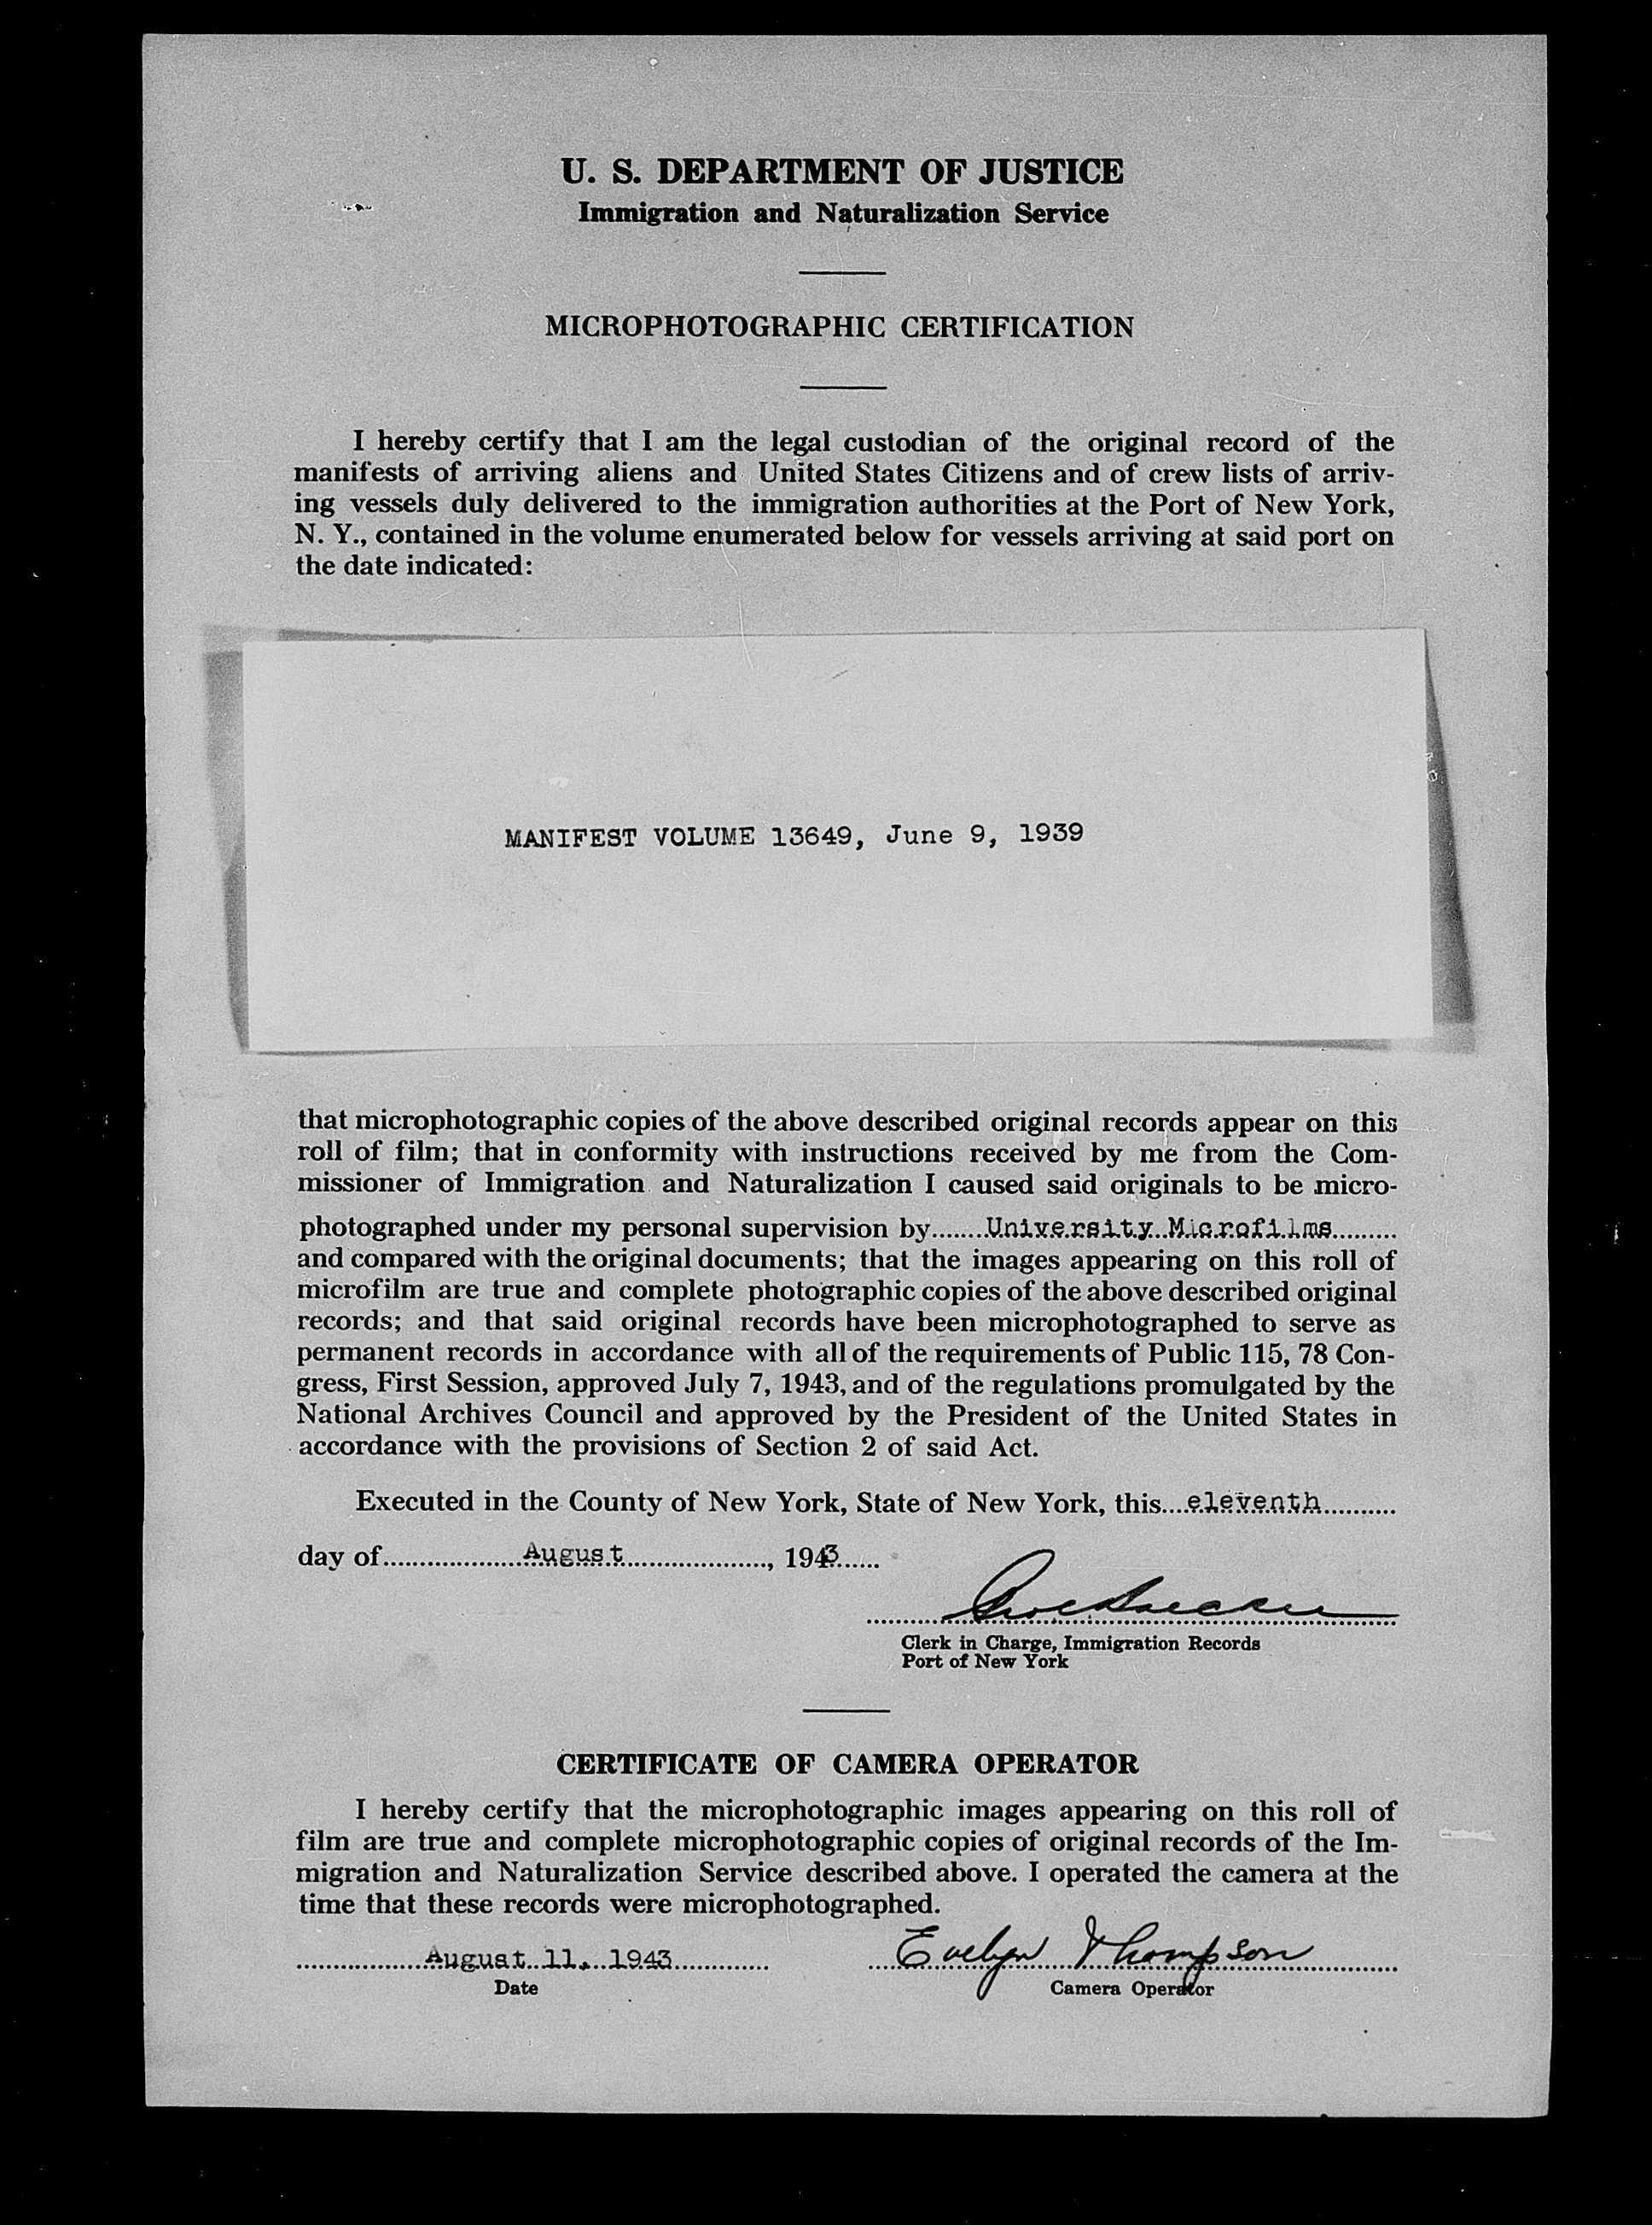 U. S. DEPARTMENT OF JUSTICE
Immigration and Naturalization Service
MICROPHOTOGRAPHIC CERTIFICATION
I hereby certify that I am the legal custodian of the original record of the
manifests of arriving aliens and United States Citizens and of crew lists of arriv-
ing vessels duly delivered to the immigration authorities at the Port of New York,
N. Y., contained in the volume enumerated below for vessels arriving at said port on
the date indicated:
MANIFEST VOLUME 13649, June 9, 1939
that microphotographic copies of the above described original records appear on this
roll of film; that in conformity with instructions received by me from the Com-
missioner of Immigration and Naturalization I caused said originals to be micro-
photographed under my personal supervision by.......University Microfilms.........
and compared with the original documents; that the images appearing on this roll of
microfilm are true and complete photographic copies of the above described original
records; and that said original records have been microphotographed to serve as
permanent records in accordance with all of the requirements of Public 115, 78 Con-
gress, First Session, approved July 7, 1943, and of the regulations promulgated by the
National Archives Council and approved by the President of the United States in
accordance with the provisions of Section 2 of said Act.
Executed in the County of New York, State of New York, this....eleventh..........
day of...................August...................., 1943......
Clerk in Charge, Immigration Records
Port of New York
CERTIFICATE OF CAMERA OPERATOR
I hereby certify that the microphotographic images appearing on this roll of
film are true and complete microphotographic copies of original records of the Im-
migration and Naturalization Service described above. I operated the camera at the
time that these records were microphotographed.
August 11, 1943 Evelyn Thompson
Date Camera Operator